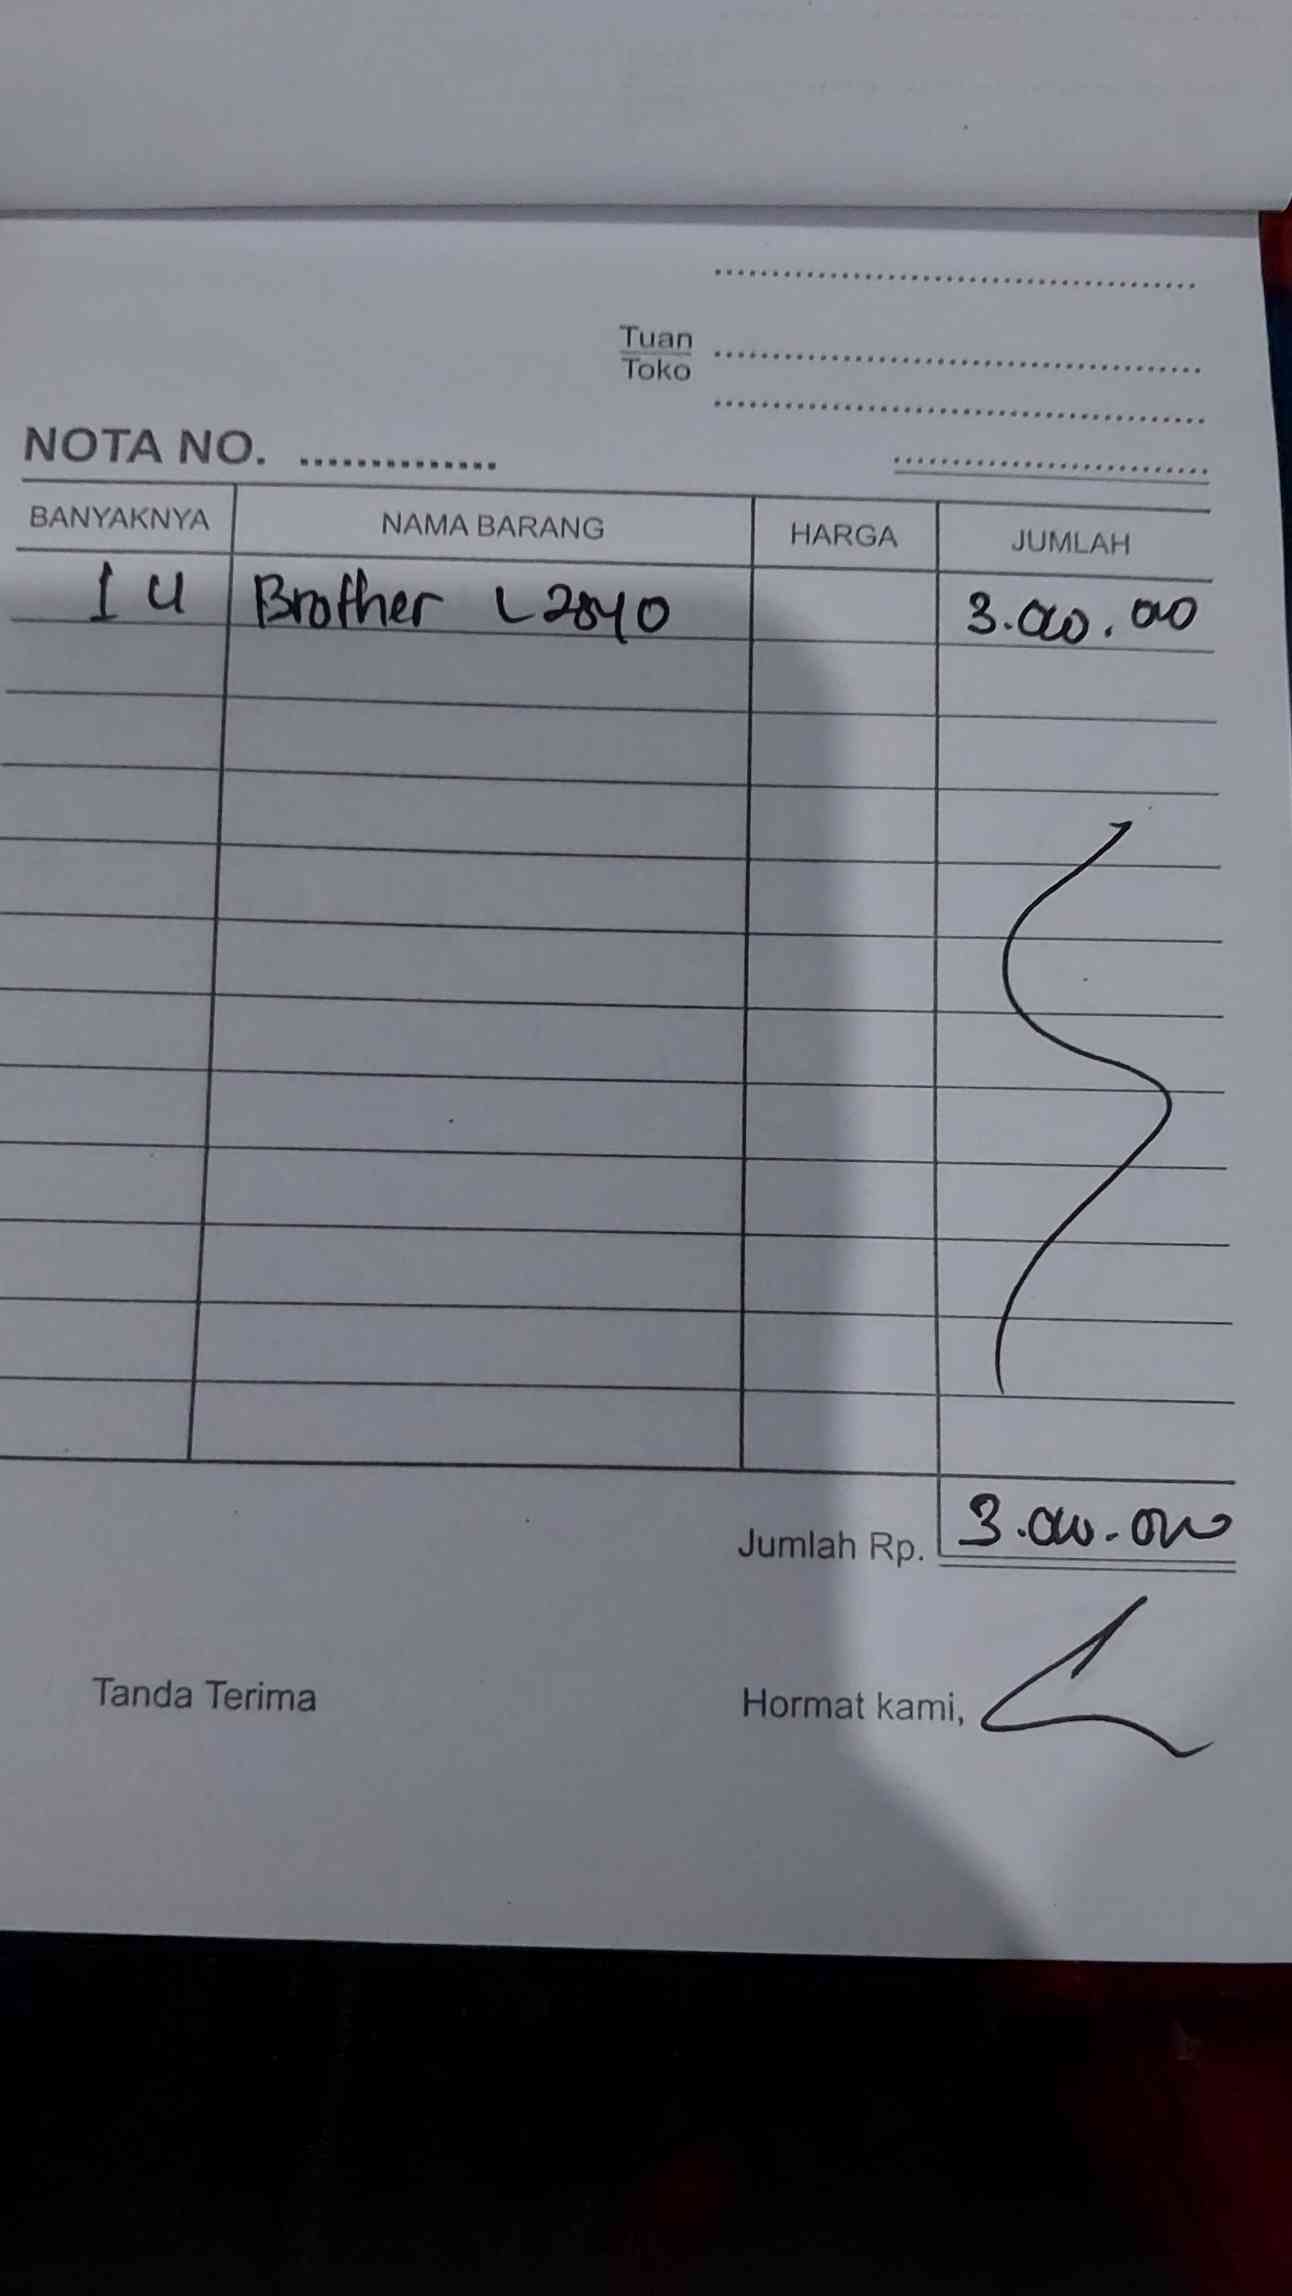 Tuan
Toko
NOTA NO. ..............
BANYAKNYA NAMA BARANG HARGA JUMLAH
1 U Brother L2840 3.000.000
Jumlah Rp. 3.000.000
Tanda Terima Hormat kami,